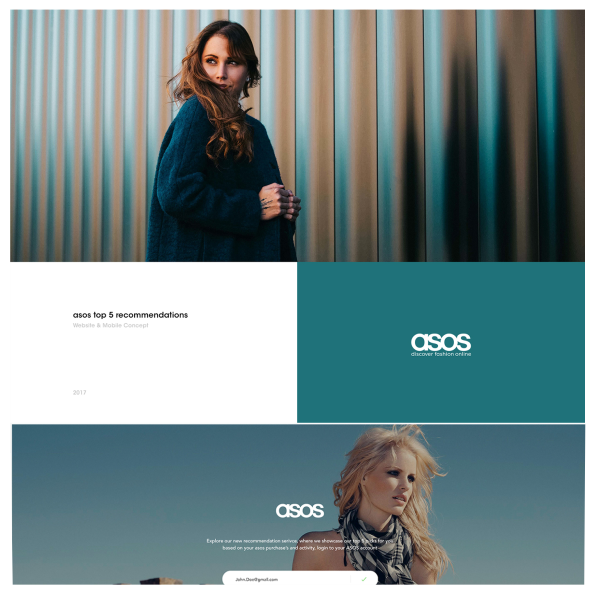 asos top 5 recommendations
Website & Mobile Concept
2017
asos
discover fashion online
asos
Explore our new recommendation serivce, where we showcase our top 5 picks for you
based on your asos purchase's and activity, login to your ASOS account
John.Doe@gmail.com